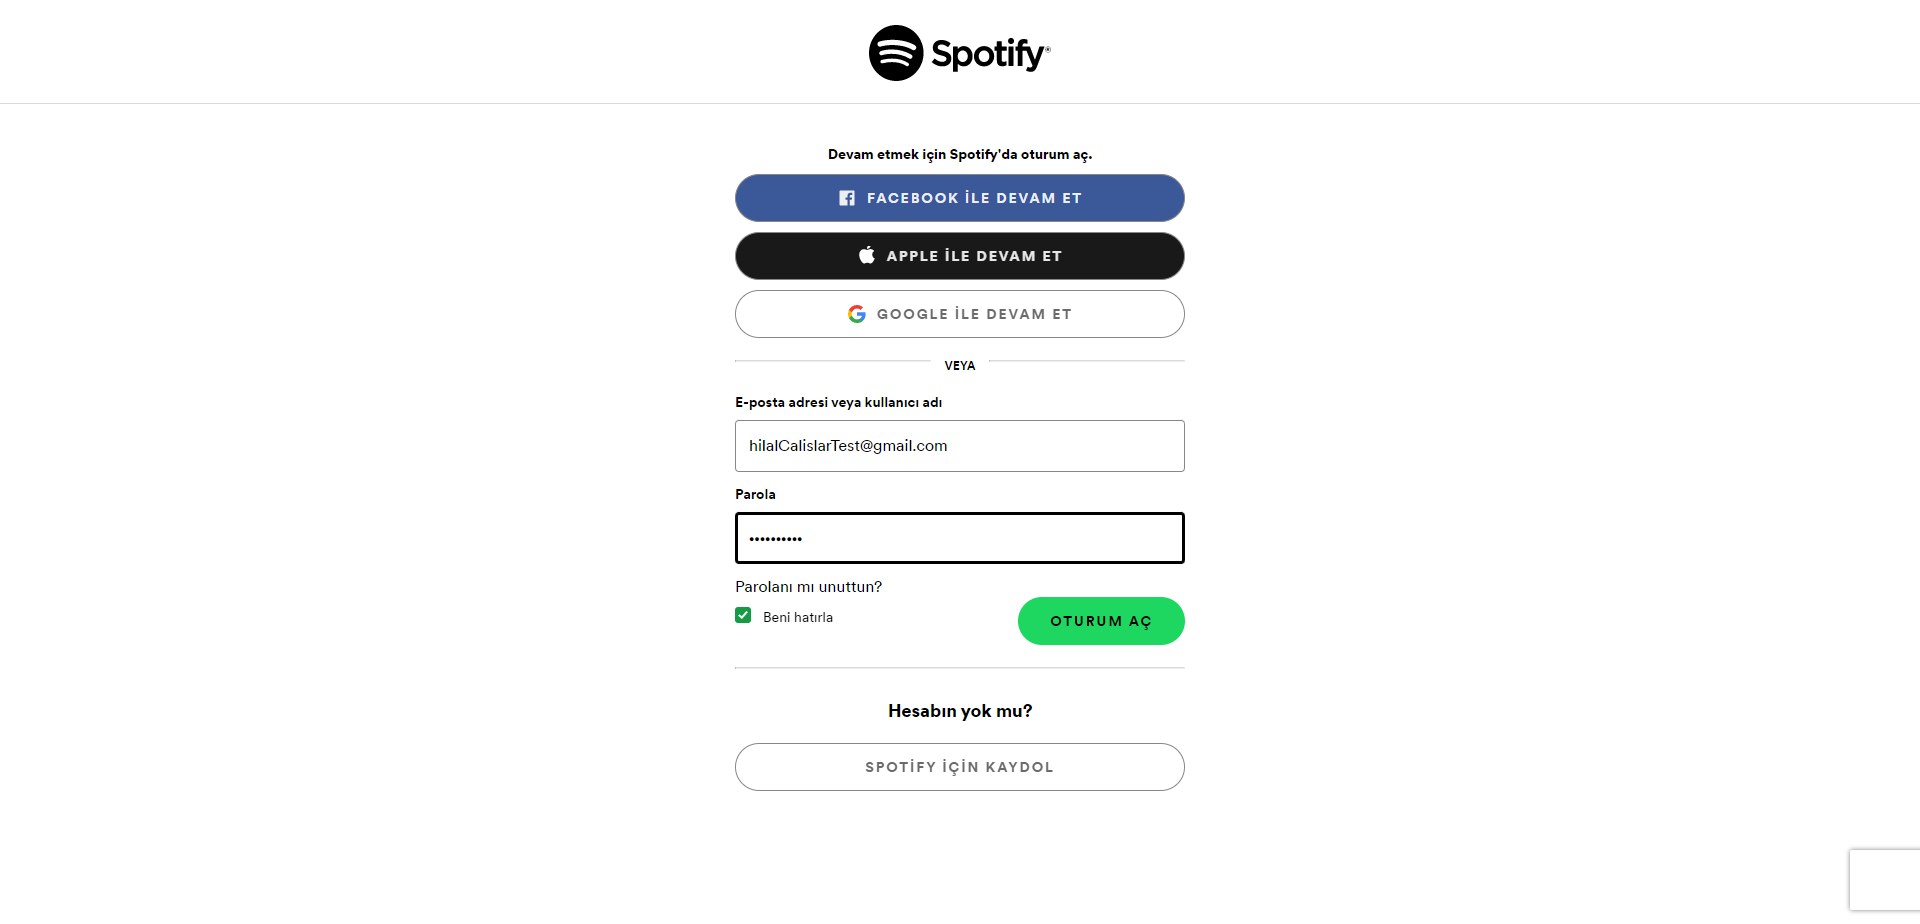 Spotify®
Devam etmek için Spotify'da oturum aç.
FACEBOOK İLE DEVAM ET
APPLE İLE DEVAM ET
GOOGLE İLE DEVAM ET
VEYA
E-posta adresi veya kullanıcı adı
hilalCalislarTest@gmail.com
Parola
••••••••••
Parolanı mı unuttun?
Beni hatırla
OTURUM AÇ
Hesabın yok mu?
SPOTİFY İÇİN KAYDOL